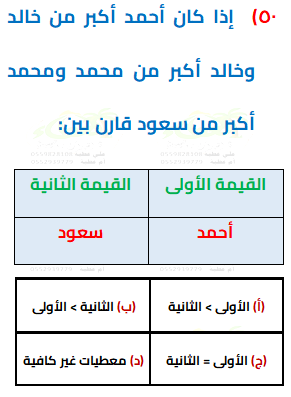 ٥٠) إذا كان أحمد أكبر من خالد
وخالد أكبر من محمد ومحمد
أكبر من سعود قارن بين:
القيمة الأولى القيمة الثانية
أحمد سعود
(أ) الأولى > الثانية (ب) الثانية > الأولى
(ج) الأولى = الثانية (د) معطيات غير كافية